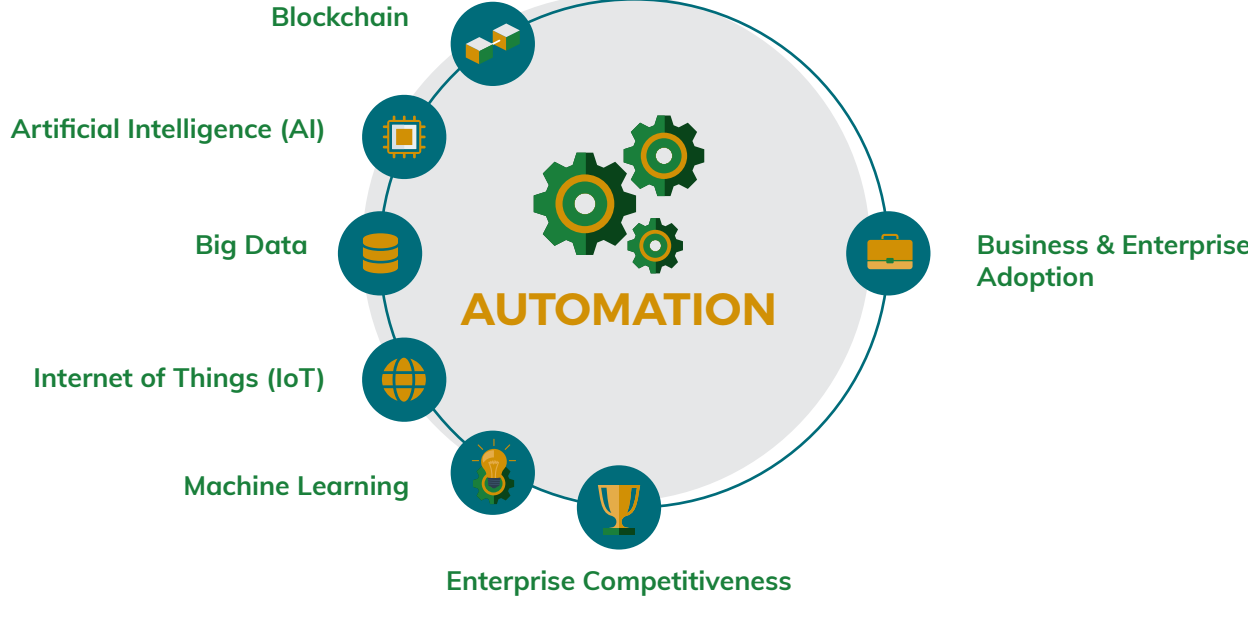 Blockchain
Artificial Intelligence (AI)
Big Data
AUTOMATION
Business & Enterprise
Adoption
Internet of Things (IoT)
Machine Learning
Enterprise Competitiveness